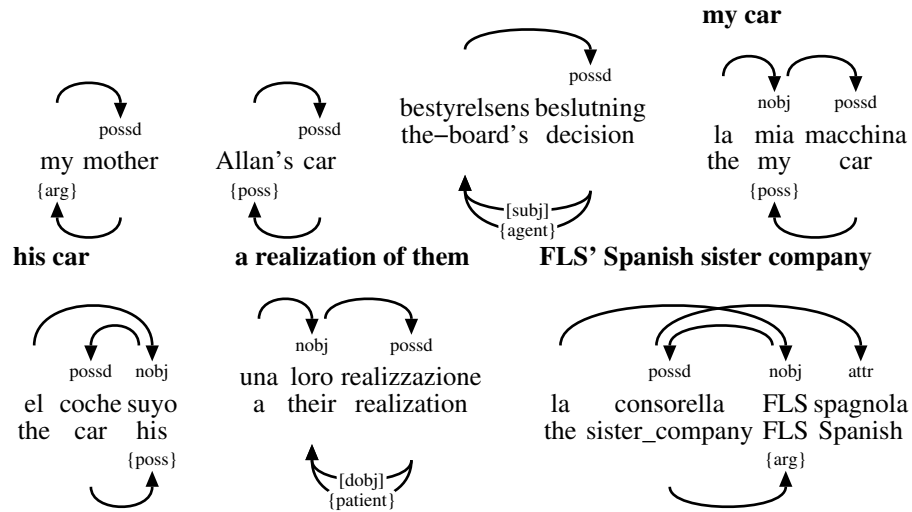 my car
possd
my mother
{arg}
possd
Allan's car
{poss}
possd
bestyrelsens beslutning
the−board's decision
[subj]
{agent}
nobj possd
la mia macchina
the my car
{poss}
his car
a realization of them
FLS' Spanish sister company
possd nobj
el coche suyo
the car his
{poss}
nobj possd
una loro realizzazione
a their realization
[dobj]
{patient}
possd nobj attr
la consorella FLS spagnola
the sister_company FLS Spanish
{arg}